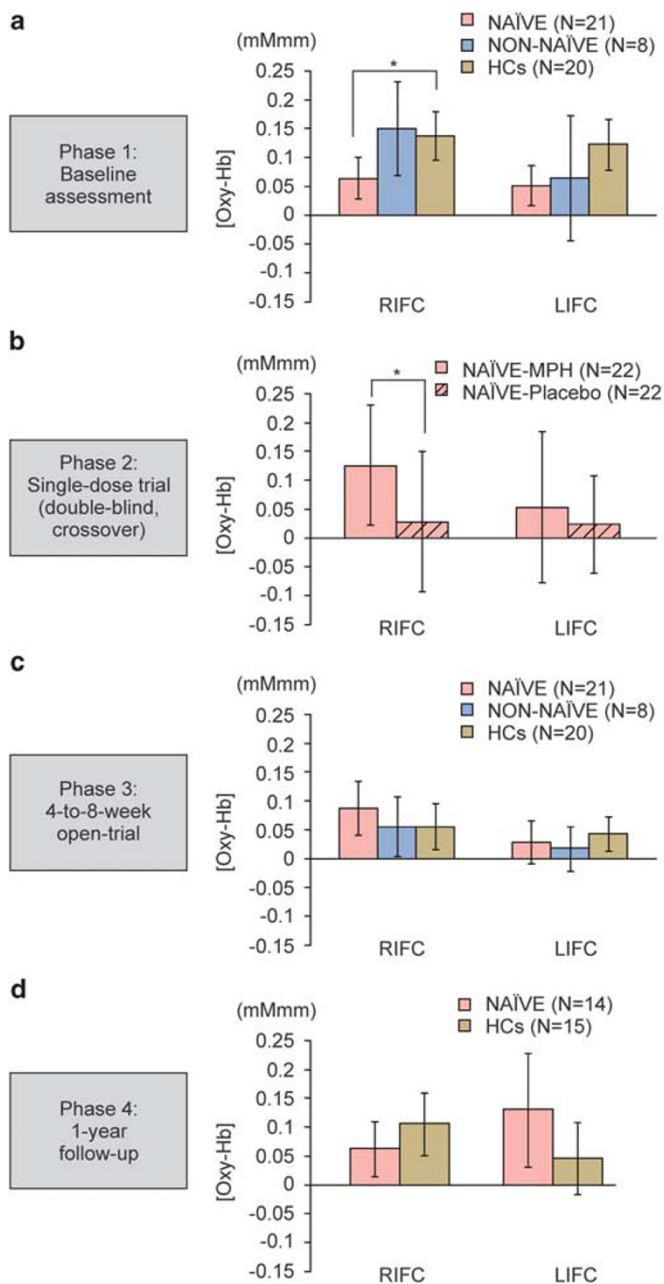 a
(mMmm)
NAÏVE (N=21)
NON-NAÏVE (N=8)
HCs (N=20)
Phase 1:
Baseline
assessment
[Oxy-Hb]
0.25
0.2
0.15
0.1
0.05
0
-0.05
-0.1
-0.15
*
RIFC
LIFC
b
(mMmm)
NAÏVE-MPH (N=22)
NAÏVE-Placebo (N=22
Phase 2:
Single-dose trial
(double-blind,
crossover)
[Oxy-Hb]
0.25
0.2
0.15
0.1
0.05
0
-0.05
-0.1
-0.15
*
RIFC
LIFC
c
(mMmm)
NAÏVE (N=21)
NON-NAÏVE (N=8)
HCs (N=20)
Phase 3:
4-to-8-week
open-trial
[Oxy-Hb]
0.25
0.2
0.15
0.1
0.05
0
-0.05
-0.1
-0.15
RIFC
LIFC
d
(mMmm)
NAÏVE (N=14)
HCs (N=15)
Phase 4:
1-year
follow-up
[Oxy-Hb]
0.25
0.2
0.15
0.1
0.05
0
-0.05
-0.1
-0.15
RIFC
LIFC